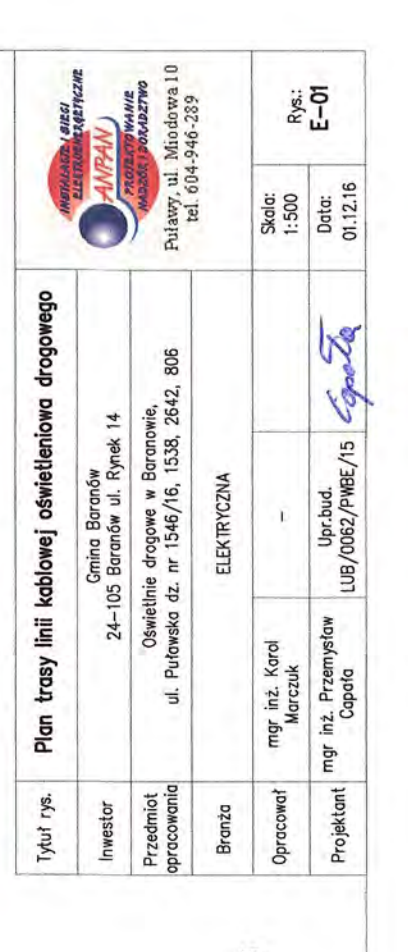 Tytuł rys.
Plan trasy linii kablowej oświetleniowa drogowego
INSTALACJE I SIECI
ELEKTROENERGETYCZNE
ANPAN
PROJEKTOWANIE
NADZÓR I DORADZTWO
Puławy, ul. Miodowa 10
tel. 604-946-289
Inwestor
Gmina Baranów
24-105 Baranów ul. Rynek 14
Przedmiot
opracowania
Oświetlnie drogowe w Baranowie,
ul. Puławska dz. nr 1546/16, 1538, 2642, 806
Branża
ELEKTRYCZNA
Opracował
mgr inż. Karol
Marczuk
-
Skala:
1:500
Rys.:
E-01
Projektant
mgr inż. Przemysław
Capała
Upr.bud.
LUB/0062/PWBE/15
Capała
Data:
01.12.16